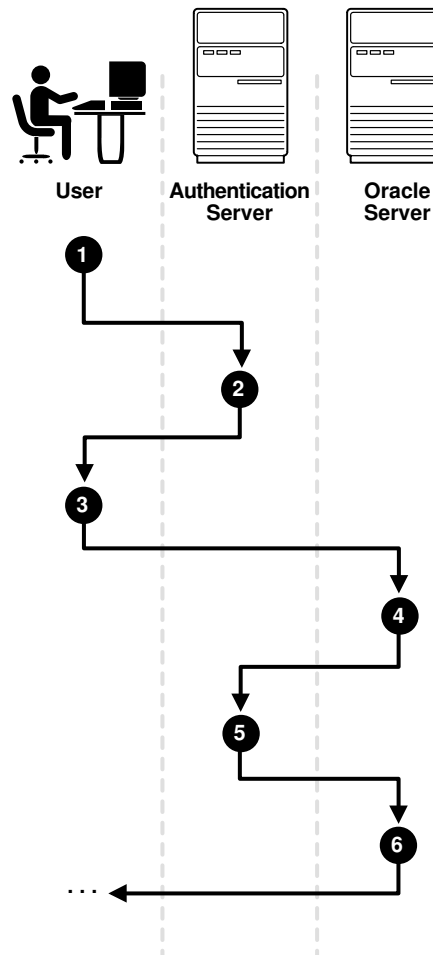 User
Authentication
Server
Oracle
Server
1
2
3
4
5
6
...